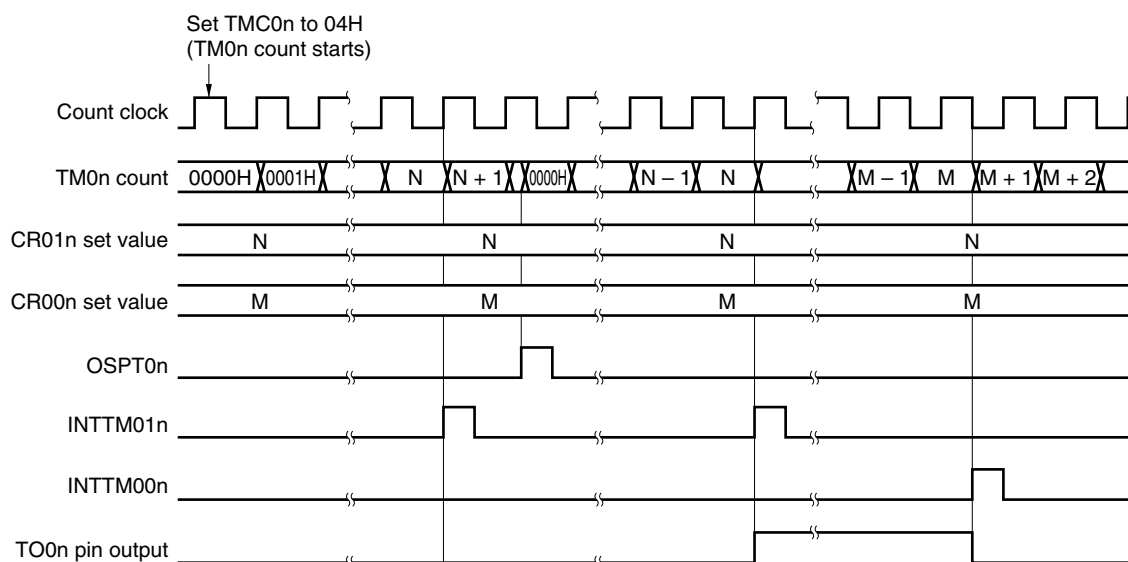 Set TMC0n to 04H
(TM0n count starts)
Count clock
TM0n count 0000H 0001H N N + 1 0000H N – 1 N M – 1 M M + 1 M + 2
CR01n set value N N N N
CR00n set value M M M M
OSPT0n
INTTM01n
INTTM00n
TO0n pin output